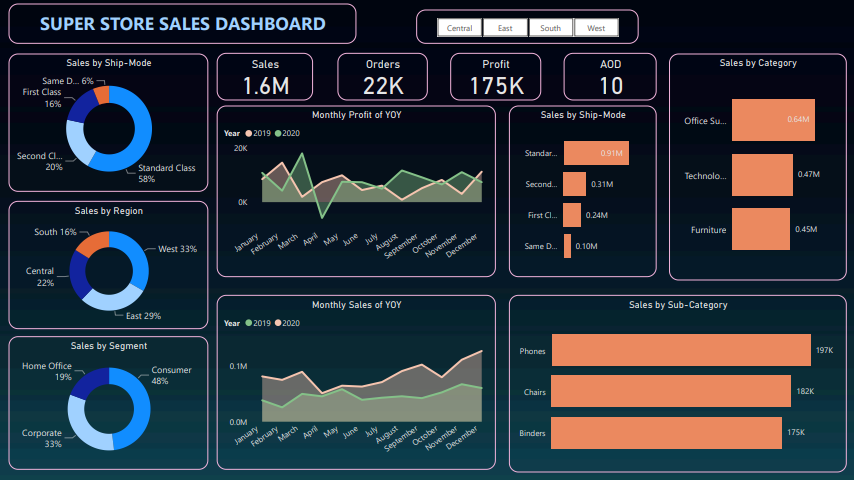 SUPER STORE SALES DASHBOARD
Central
East
South
West
Sales by Ship-Mode
Same D... 6%
First Class
16%
Second Cl...
20%
Standard Class
58%
Sales
1.6M
Orders
22K
Profit
175K
AOD
10
Sales by Category
Office Su...
0.64M
Technolo...
0.47M
Furniture
0.45M
Monthly Profit of YOY
Year 2019 2020
20K
0K
January
February
March
April
May
June
July
August
September
October
November
December
Sales by Ship-Mode
Standar...
0.91M
Second...
0.31M
First Cl...
0.24M
Same D...
0.10M
Sales by Region
South 16%
West 33%
Central
22%
East 29%
Monthly Sales of YOY
Year 2019 2020
0.1M
0.0M
January
February
March
April
May
June
July
August
September
October
November
December
Sales by Sub-Category
Phones
197K
Chairs
182K
Binders
175K
Sales by Segment
Home Office
19%
Consumer
48%
Corporate
33%